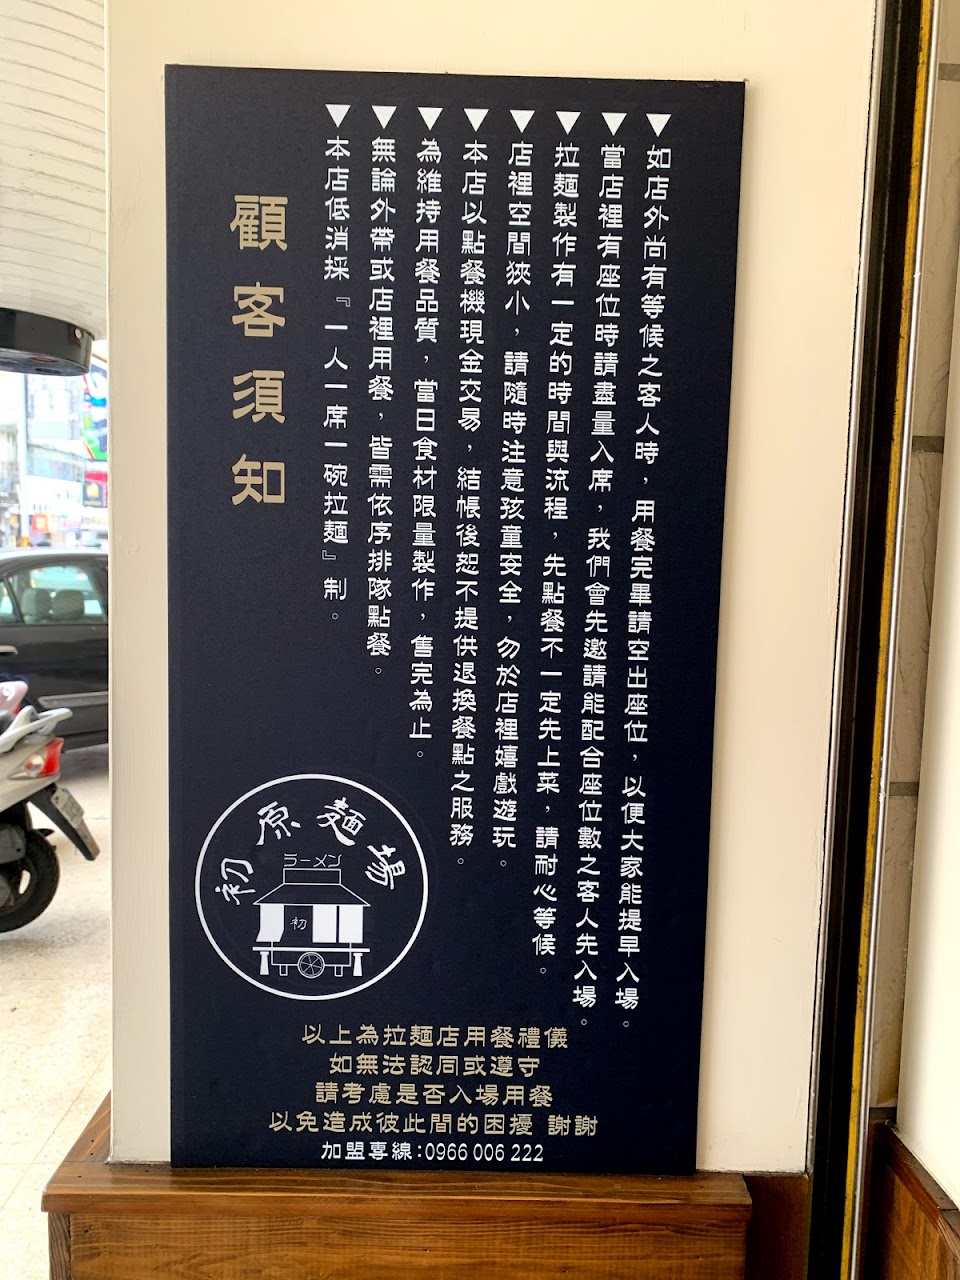 顧客須知
▼如店外尚有等候之客人時，用餐完畢請空出座位，以便大家能提早入場。
▼當店裡有座位時請盡量入席，我們會先邀請能配合座位數之客人先入場。
▼拉麵製作有一定的時間與流程，先點餐不一定先上菜，請耐心等候。
▼店裡空間狹小，請隨時注意孩童安全，勿於店裡嬉戲遊玩。
▼本店以點餐機現金交易，結帳後恕不提供退換餐點之服務。
▼為維持用餐品質，當日食材限量製作，售完為止。
▼無論外帶或店裡用餐，皆需依序排隊點餐。
▼本店低消採『一人一席一碗拉麵』制。
初原麵場
ラーメン
初
以上為拉麵店用餐禮儀
如無法認同或遵守
請考慮是否入場用餐
以免造成彼此間的困擾 謝謝
加盟專線:0966 006 222